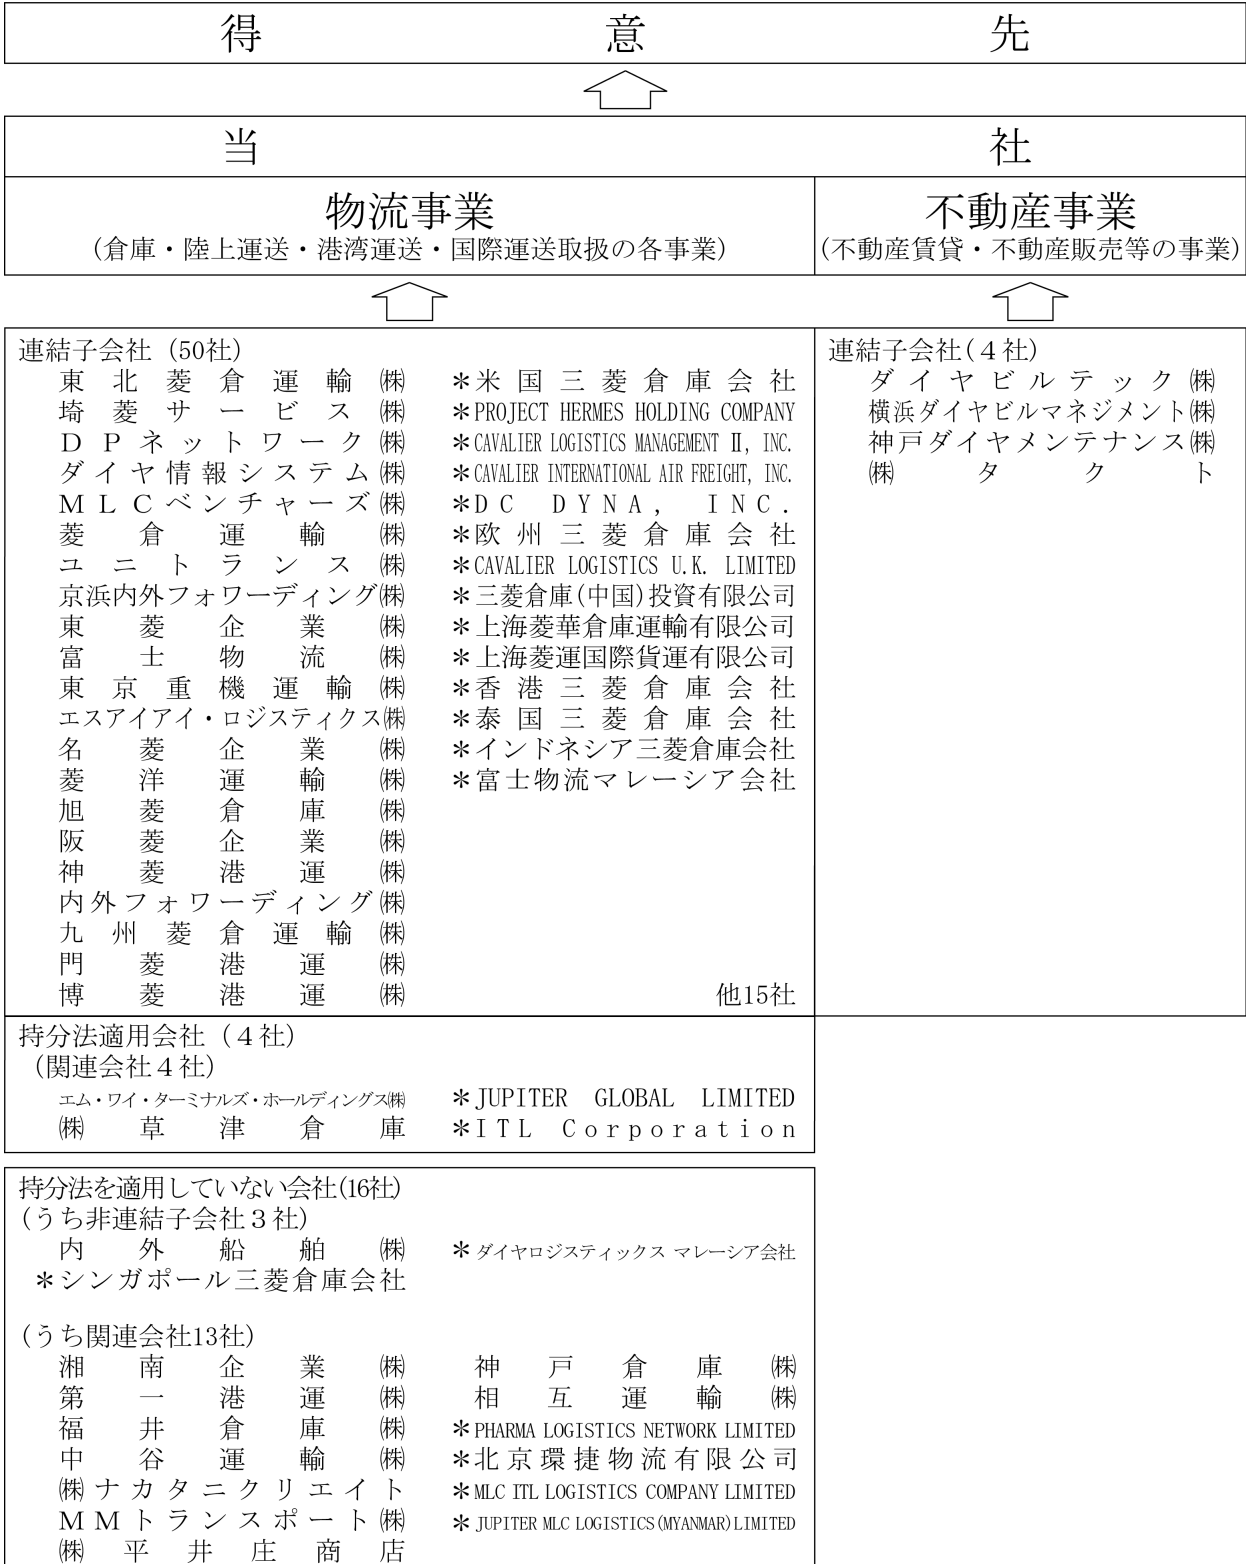 得意先
当社
物流事業
(倉庫・陸上運送・港湾運送・国際運送取扱の各事業)
不動産事業
(不動産賃貸・不動産販売等の事業)
連結子会社（50社）
東北菱倉運輸㈱
埼菱サービス㈱
ＤＰネットワーク㈱
ダイヤ情報システム㈱
ＭＬＣベンチャーズ㈱
菱倉運輸㈱
ユニトランス㈱
京浜内外フォワーディング㈱
東菱企業㈱
富士物流㈱
東京重機運輸㈱
エスアイアイ・ロジスティクス㈱
名菱企業㈱
菱洋運輸㈱
旭菱倉庫㈱
阪菱企業㈱
神菱港運㈱
内外フォワーディング㈱
九州菱倉運輸㈱
門菱港運㈱
博菱港運㈱
＊米国三菱倉庫会社
＊PROJECT HERMES HOLDING COMPANY
＊CAVALIER LOGISTICS MANAGEMENT Ⅱ, INC.
＊CAVALIER INTERNATIONAL AIR FREIGHT, INC.
＊DC DYNA, INC.
＊欧州三菱倉庫会社
＊CAVALIER LOGISTICS U.K. LIMITED
＊三菱倉庫(中国)投資有限公司
＊上海菱華倉庫運輸有限公司
＊上海菱運国際貨運有限公司
＊香港三菱倉庫会社
＊泰国三菱倉庫会社
＊インドネシア三菱倉庫会社
＊富士物流マレーシア会社
他15社
連結子会社(４社)
ダイヤビルテック㈱
横浜ダイヤビルマネジメント㈱
神戸ダイヤメンテナンス㈱
㈱タクト
持分法適用会社（４社）
（関連会社４社）
エム・ワイ・ターミナルズ・ホールディングス㈱
㈱草津倉庫
＊JUPITER GLOBAL LIMITED
＊ITL Corporation
持分法を適用していない会社(16社)
(うち非連結子会社３社)
内外船舶㈱
＊シンガポール三菱倉庫会社
＊ダイヤロジスティックス マレーシア会社
(うち関連会社13社)
湘南企業㈱
第一港運㈱
福井倉庫㈱
中谷運輸㈱
㈱ナカタニクリエイト
ＭＭトランスポート㈱
㈱平井庄商店
神戸倉庫㈱
相互運輸㈱
＊PHARMA LOGISTICS NETWORK LIMITED
＊北京環捷物流有限公司
＊MLC ITL LOGISTICS COMPANY LIMITED
＊JUPITER MLC LOGISTICS(MYANMAR)LIMITED